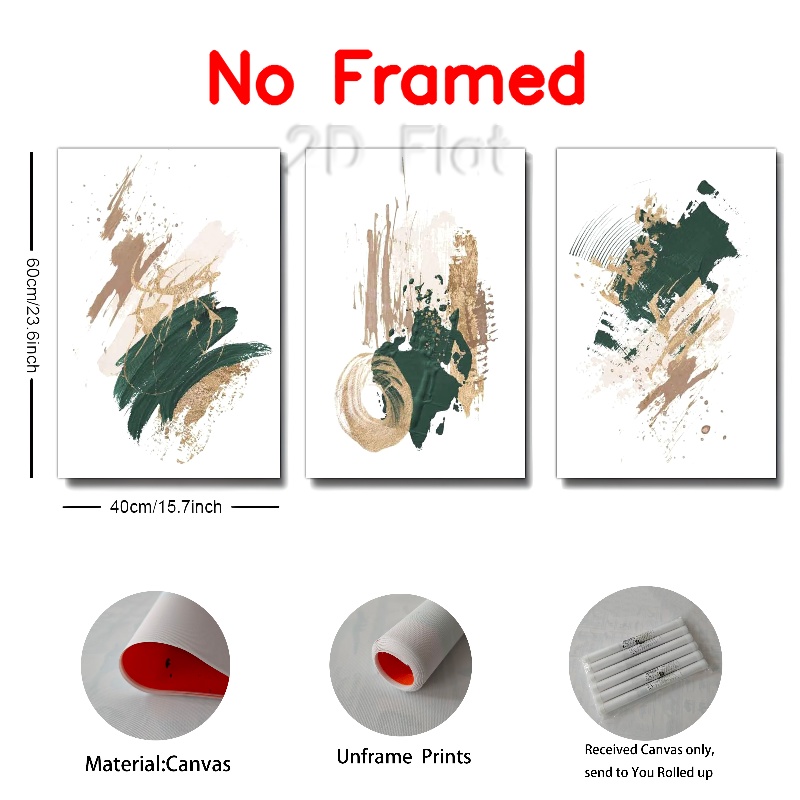 No Framed
2D Flat
60cm/23.6inch
40cm/15.7inch
Material:Canvas
Unframe Prints
Received Canvas only,
send to You Rolled up